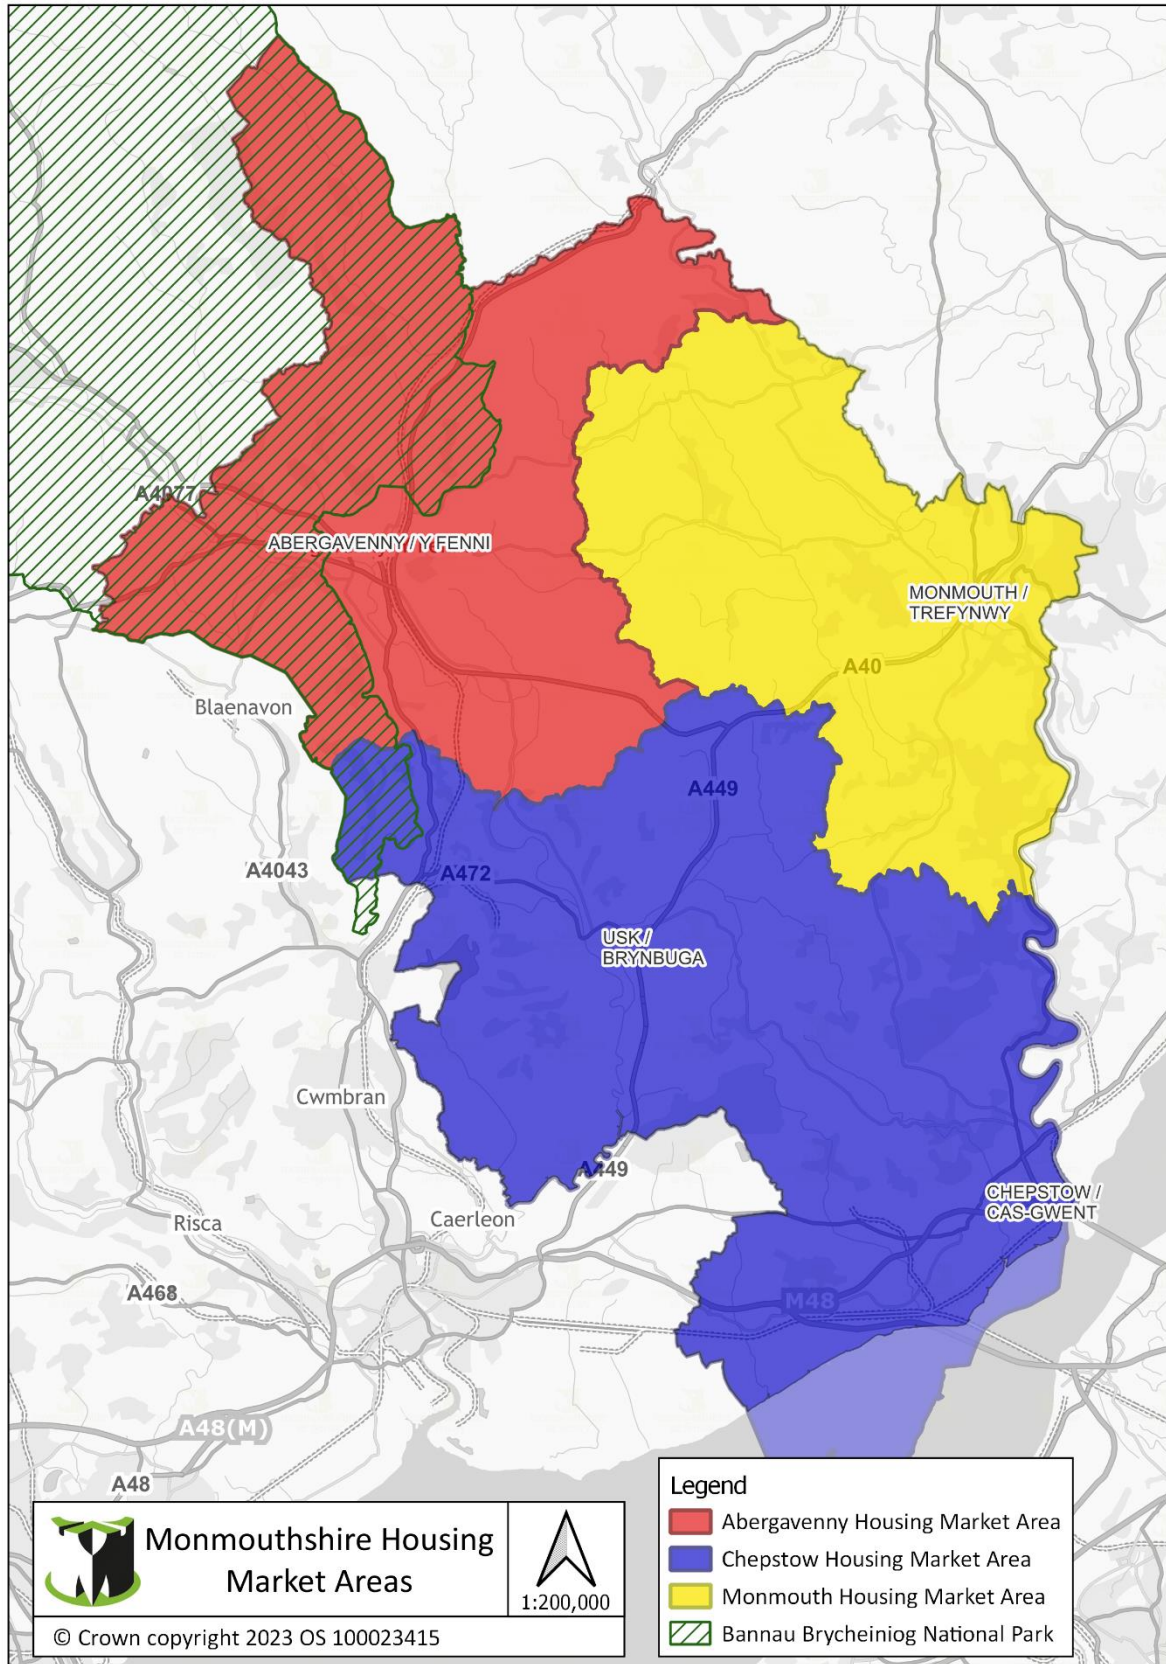 A4077
ABERGAVENNY / Y FENNI
MONMOUTH /
TREFYNWY
A40
Blaenavon
A449
A4043
A472
USK /
BRYNBUGA
Cwmbran
A449
CHEPSTOW /
CAS-GWENT
Risca
Caerleon
A468
M48
A48(M)
A48
Legend
Abergavenny Housing Market Area
Chepstow Housing Market Area
Monmouth Housing Market Area
Bannau Brycheiniog National Park
Monmouthshire Housing
Market Areas
1:200,000
© Crown copyright 2023 OS 100023415